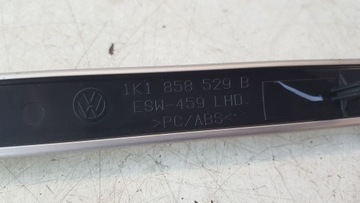 1K1 858 529 B
ESW-459 LHD.
>PC/ABS<